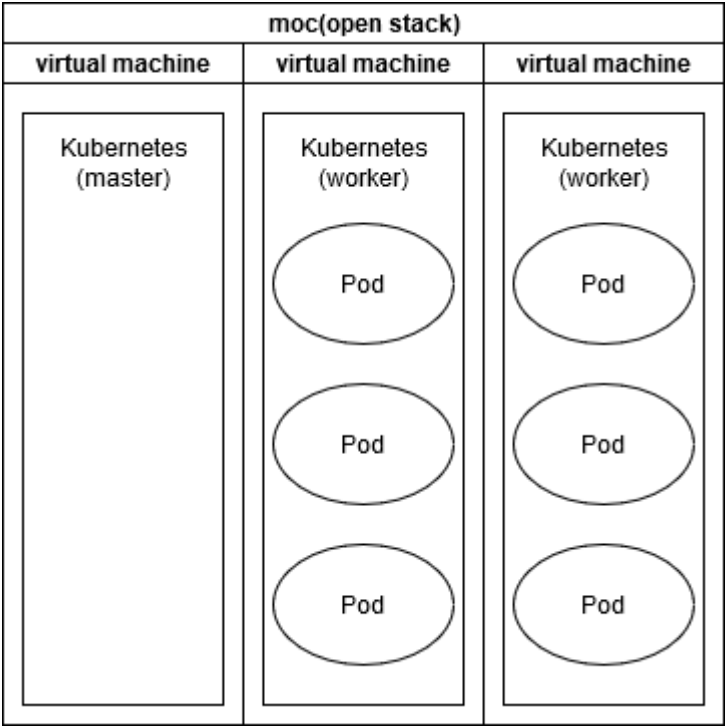 moc(open stack)
virtual machine
virtual machine
virtual machine
Kubernetes
(master)
Kubernetes
(worker)
Pod
Pod
Pod
Kubernetes
(worker)
Pod
Pod
Pod